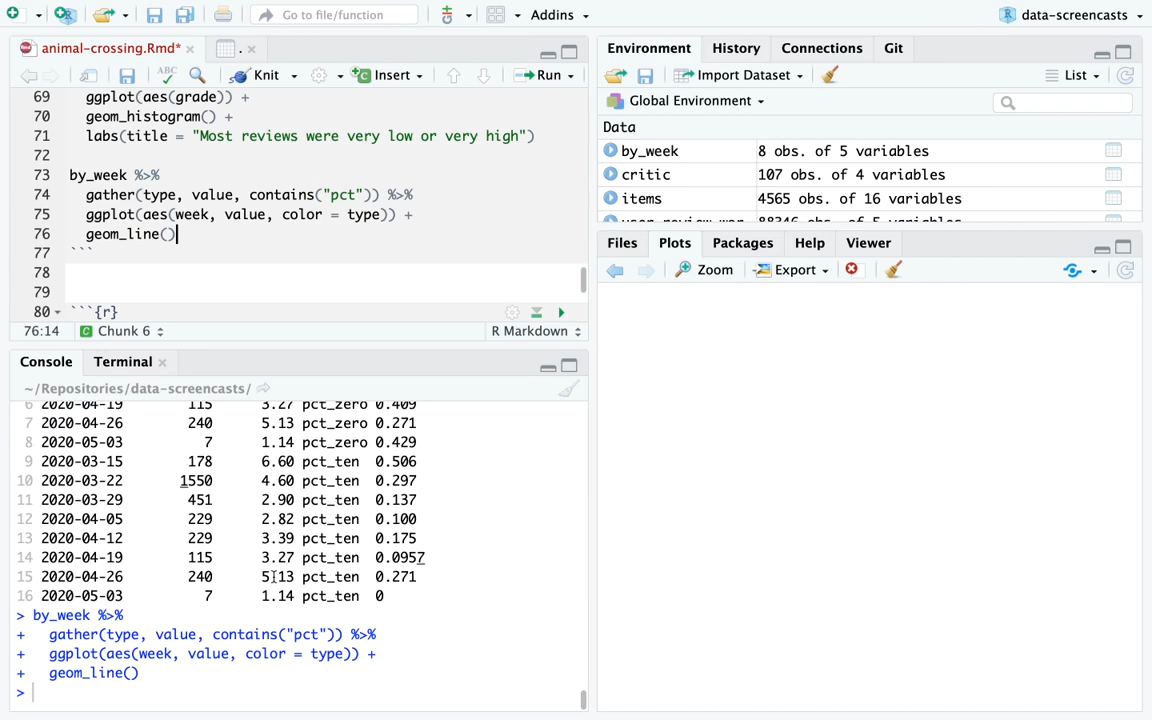 Go to file/function
Addins
data-screencasts
animal-crossing.Rmd*
.
ABC
Knit
Insert
Run
69 ggplot(aes(grade)) +
70 geom_histogram() +
71 labs(title = "Most reviews were very low or very high")
72
73 by_week %>%
74 gather(type, value, contains("pct")) %>%
75 ggplot(aes(week, value, color = type)) +
76 geom_line()
77 ```
78
79
80 ```{r}
76:14 Chunk 6 R Markdown
Console Terminal
~/Repositories/data-screencasts/
6 2020-04-19 115 3.27 pct_zero 0.409
7 2020-04-26 240 5.13 pct_zero 0.271
8 2020-05-03 7 1.14 pct_zero 0.429
9 2020-03-15 178 6.60 pct_ten 0.506
10 2020-03-22 1550 4.60 pct_ten 0.297
11 2020-03-29 451 2.90 pct_ten 0.137
12 2020-04-05 229 2.82 pct_ten 0.100
13 2020-04-12 229 3.39 pct_ten 0.175
14 2020-04-19 115 3.27 pct_ten 0.0957
15 2020-04-26 240 5.13 pct_ten 0.271
16 2020-05-03 7 1.14 pct_ten 0
> by_week %>%
+ gather(type, value, contains("pct")) %>%
+ ggplot(aes(week, value, color = type)) +
+ geom_line()
>
Environment History Connections Git
Import Dataset List
Global Environment
Data
by_week 8 obs. of 5 variables
critic 107 obs. of 4 variables
items 4565 obs. of 16 variables
Files Plots Packages Help Viewer
Zoom Export